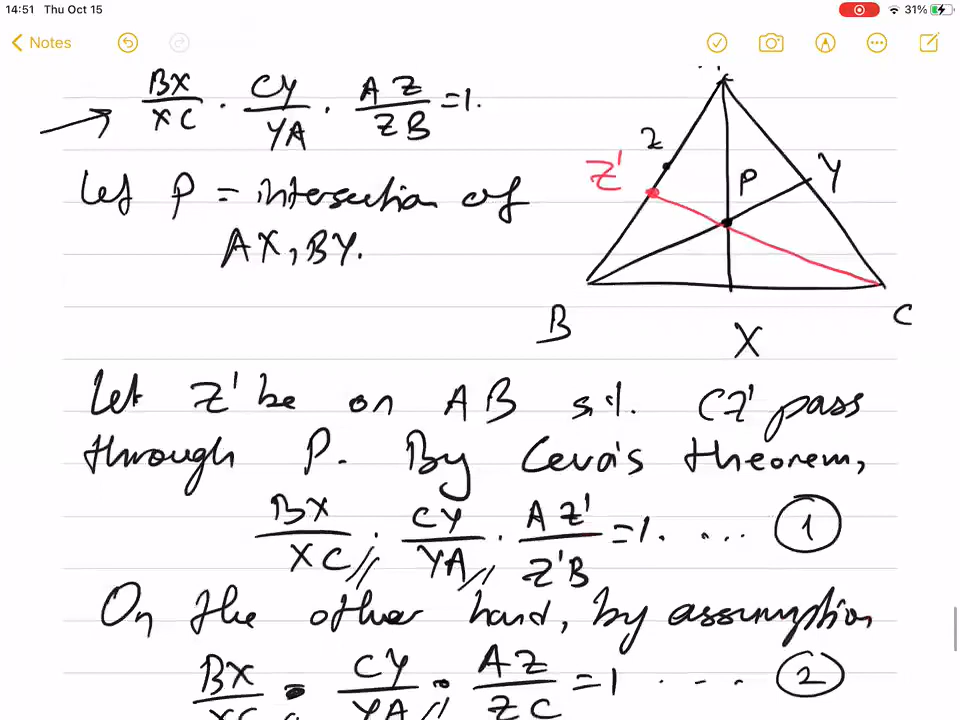 14:51 Thu Oct 15
31%
Notes
BX/XC · CY/YA · AZ/ZB = 1.
Let P = intersection of
AX, BY.
Z
Z'
P
Y
B
C
X
Let Z' be on AB s.t. CZ' pass
through P. By Ceva's theorem,
BX/XC · CY/YA · AZ'/Z'B = 1. .... 1
On the other hand, by assumption
BX/XC · CY/YA · AZ/ZC = 1 .... 2